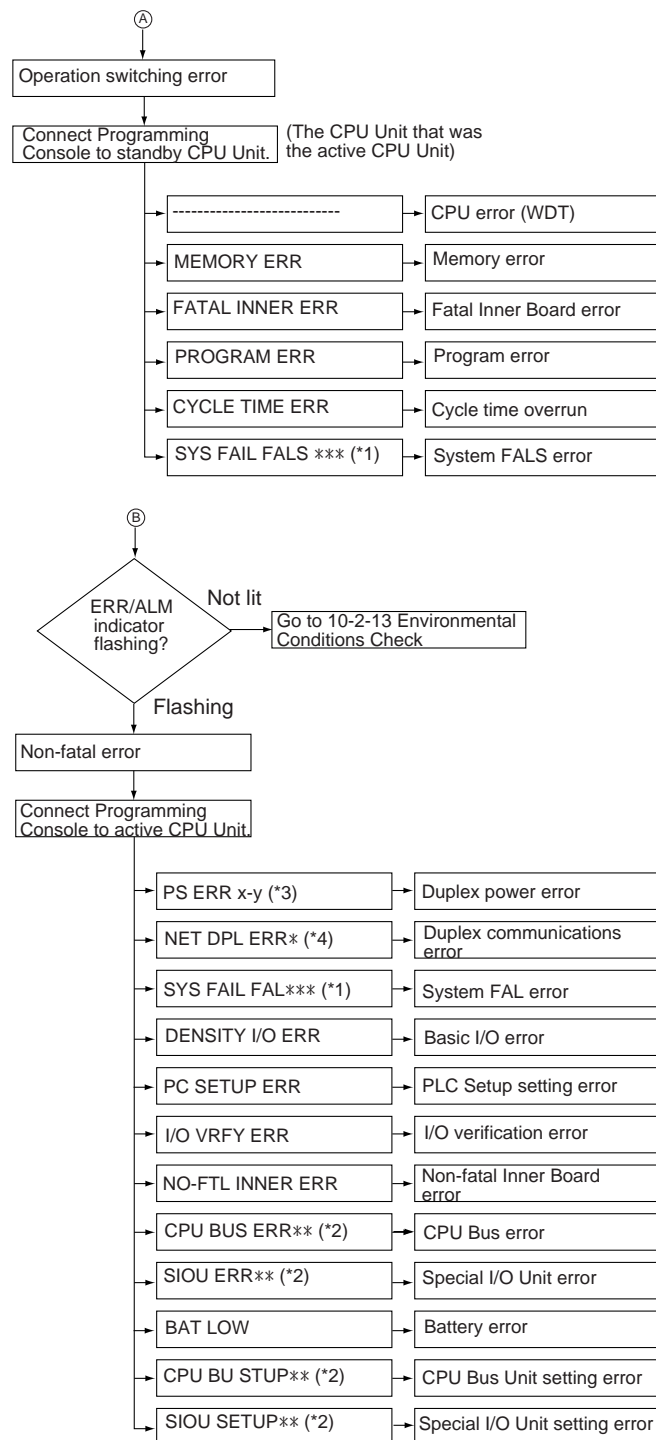 A
Operation switching error
Connect Programming
Console to standby CPU Unit.
(The CPU Unit that was
the active CPU Unit)
---------------------------
CPU error (WDT)
MEMORY ERR
Memory error
FATAL INNER ERR
Fatal Inner Board error
PROGRAM ERR
Program error
CYCLE TIME ERR
Cycle time overrun
SYS FAIL FALS *** (*1)
System FALS error
B
ERR/ALM
indicator
flashing?
Not lit
Go to 10-2-13 Environmental
Conditions Check
Flashing
Non-fatal error
Connect Programming
Console to active CPU Unit.
PS ERR x-y (*3)
Duplex power error
NET DPL ERR* (*4)
Duplex communications
error
SYS FAIL FAL*** (*1)
System FAL error
DENSITY I/O ERR
Basic I/O error
PC SETUP ERR
PLC Setup setting error
I/O VRFY ERR
I/O verification error
NO-FTL INNER ERR
Non-fatal Inner Board
error
CPU BUS ERR** (*2)
CPU Bus error
SIOU ERR** (*2)
Special I/O Unit error
BAT LOW
Battery error
CPU BU STUP** (*2)
CPU Bus Unit setting error
SIOU SETUP** (*2)
Special I/O Unit setting error